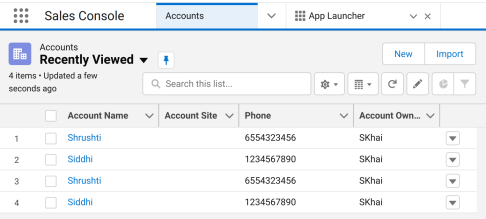 Sales Console
Accounts
App Launcher
Accounts
Recently Viewed
New
Import
4 items • Updated a few
seconds ago
Search this list...
Account Name
Account Site
Phone
Account Own...
1 Shrushti 6554323456 SKhai
2 Siddhi 1234567890 SKhai
3 Shrushti 6554323456 SKhai
4 Siddhi 1234567890 SKhai